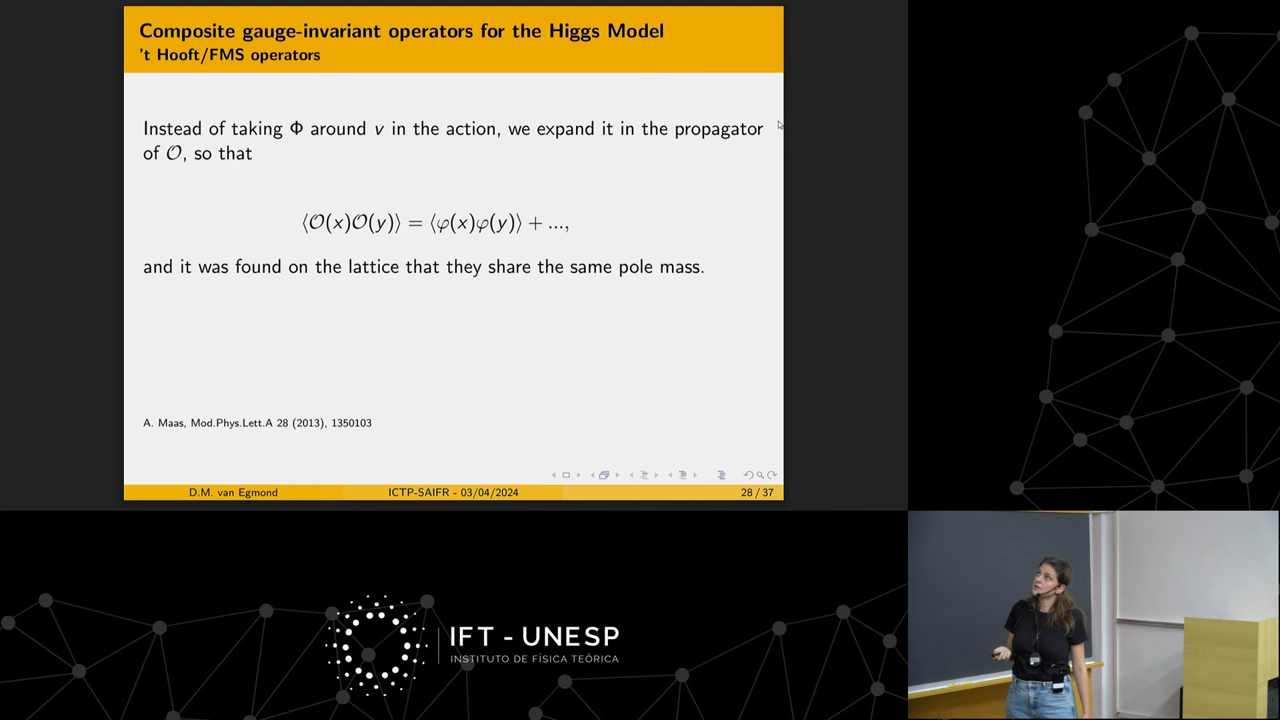 Composite gauge-invariant operators for the Higgs Model
't Hooft/FMS operators
Instead of taking Φ around v in the action, we expand it in the propagator
of 𝒪, so that
⟨𝒪(x)𝒪(y)⟩ = ⟨φ(x)φ(y)⟩ + ...,
and it was found on the lattice that they share the same pole mass.
A. Maas, Mod.Phys.Lett.A 28 (2013), 1350103
D.M. van Egmond ICTP-SAIFR - 03/04/2024 28 / 37
IFT - UNESP
INSTITUTO DE FÍSICA TEÓRICA